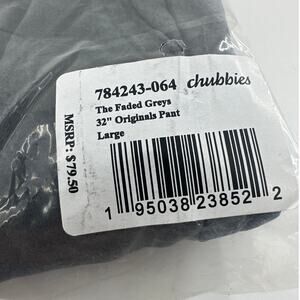 784243-064 chubbies
The Faded Greys
32" Originals Pant
Large
MSRP: $79.50
1 95038 23852 2